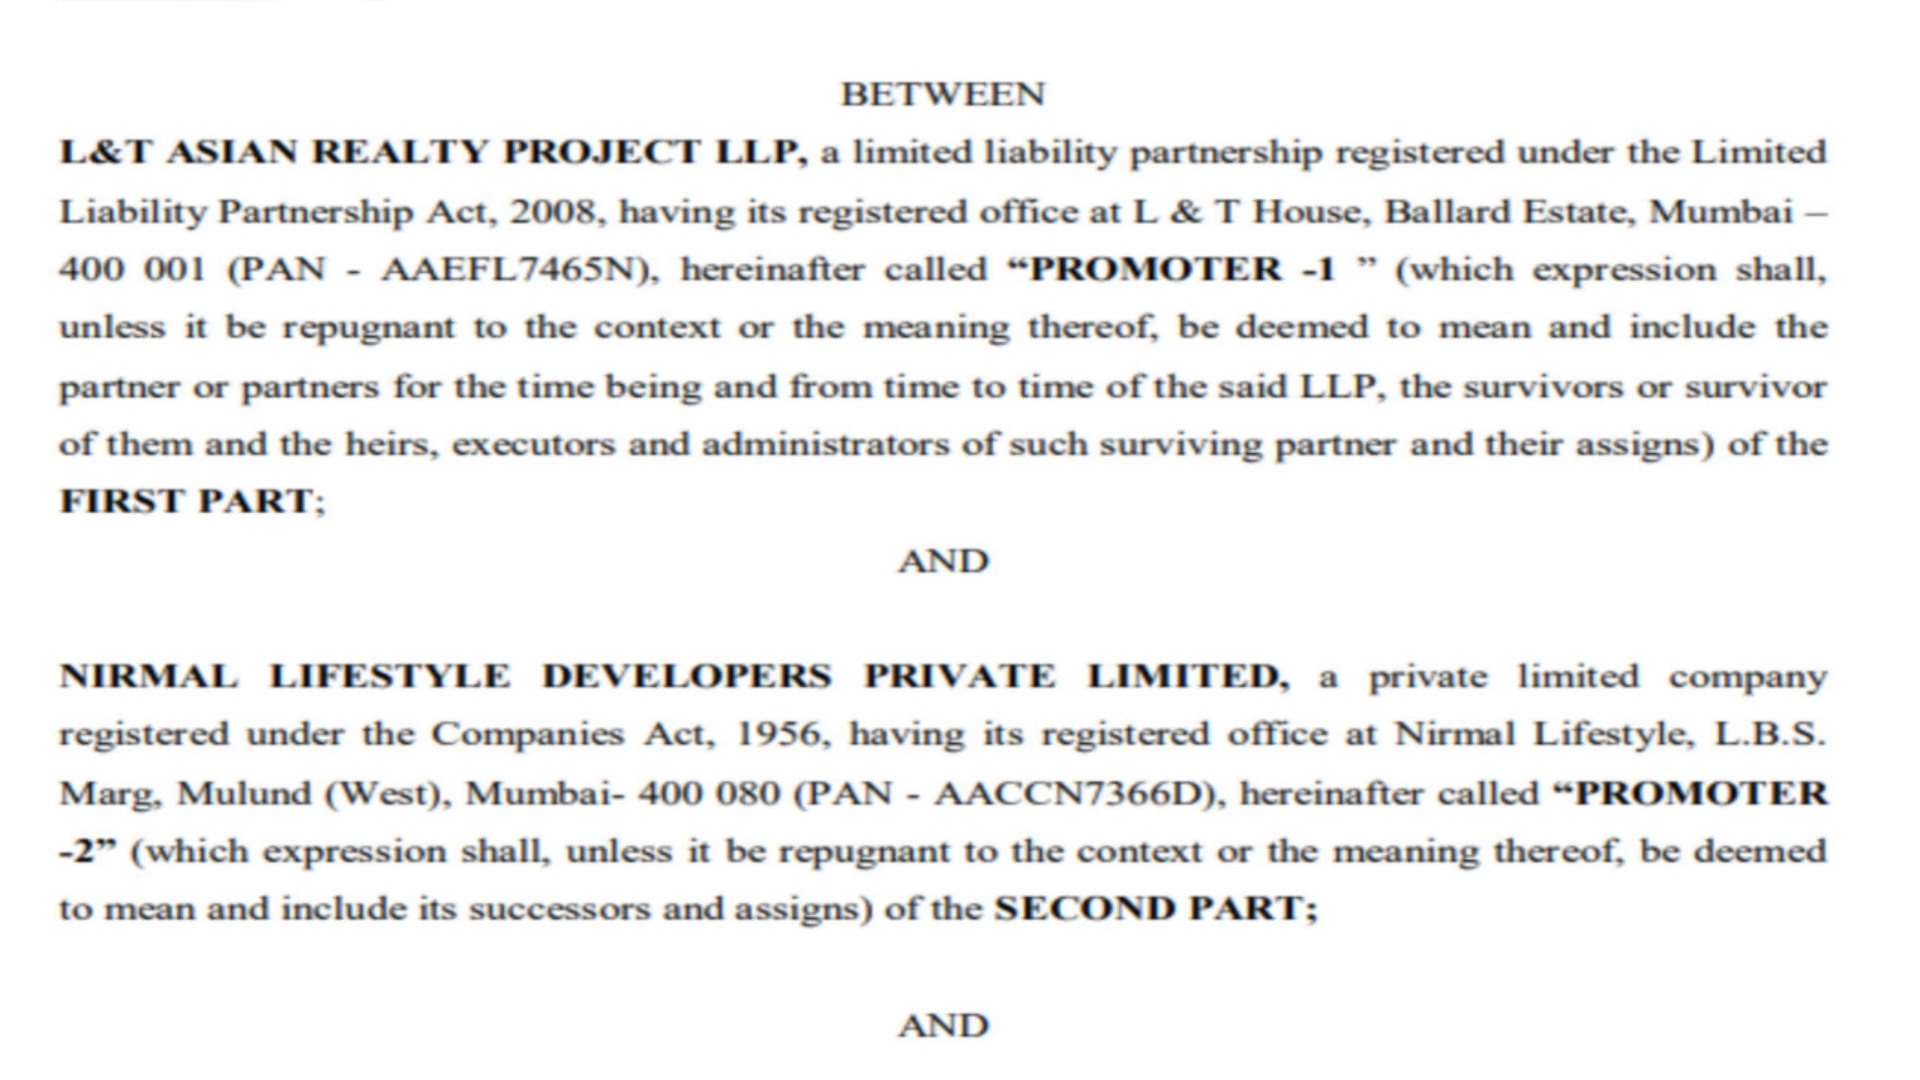 BETWEEN
L&T ASIAN REALTY PROJECT LLP, a limited liability partnership registered under the Limited
Liability Partnership Act, 2008, having its registered office at L & T House, Ballard Estate, Mumbai –
400 001 (PAN - AAEFL7465N), hereinafter called “PROMOTER -1 ” (which expression shall,
unless it be repugnant to the context or the meaning thereof, be deemed to mean and include the
partner or partners for the time being and from time to time of the said LLP, the survivors or survivor
of them and the heirs, executors and administrators of such surviving partner and their assigns) of the
FIRST PART;
AND
NIRMAL LIFESTYLE DEVELOPERS PRIVATE LIMITED, a private limited company
registered under the Companies Act, 1956, having its registered office at Nirmal Lifestyle, L.B.S.
Marg, Mulund (West), Mumbai- 400 080 (PAN - AACCN7366D), hereinafter called “PROMOTER
-2” (which expression shall, unless it be repugnant to the context or the meaning thereof, be deemed
to mean and include its successors and assigns) of the SECOND PART;
AND